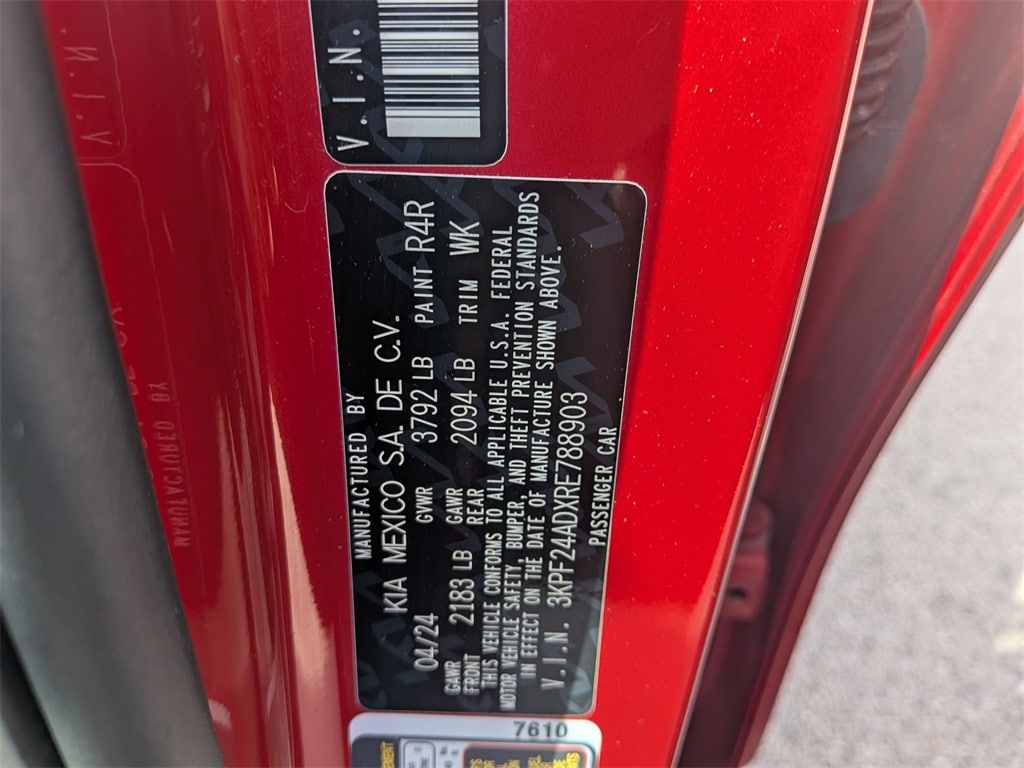 V.I.N.
MANUFACTURED BY
KIA MEXICO S.A. DE C.V.
04/24 GVWR 3792 LB PAINT R4R
GAWR FRONT 2183 LB GAWR REAR 2094 LB TRIM WK
THIS VEHICLE CONFORMS TO ALL APPLICABLE U.S.A. FEDERAL
MOTOR VEHICLE SAFETY, BUMPER, AND THEFT PREVENTION STANDARDS
IN EFFECT ON THE DATE OF MANUFACTURE SHOWN ABOVE.
V.I.N. 3KPF24ADXRE788903
PASSENGER CAR
7610